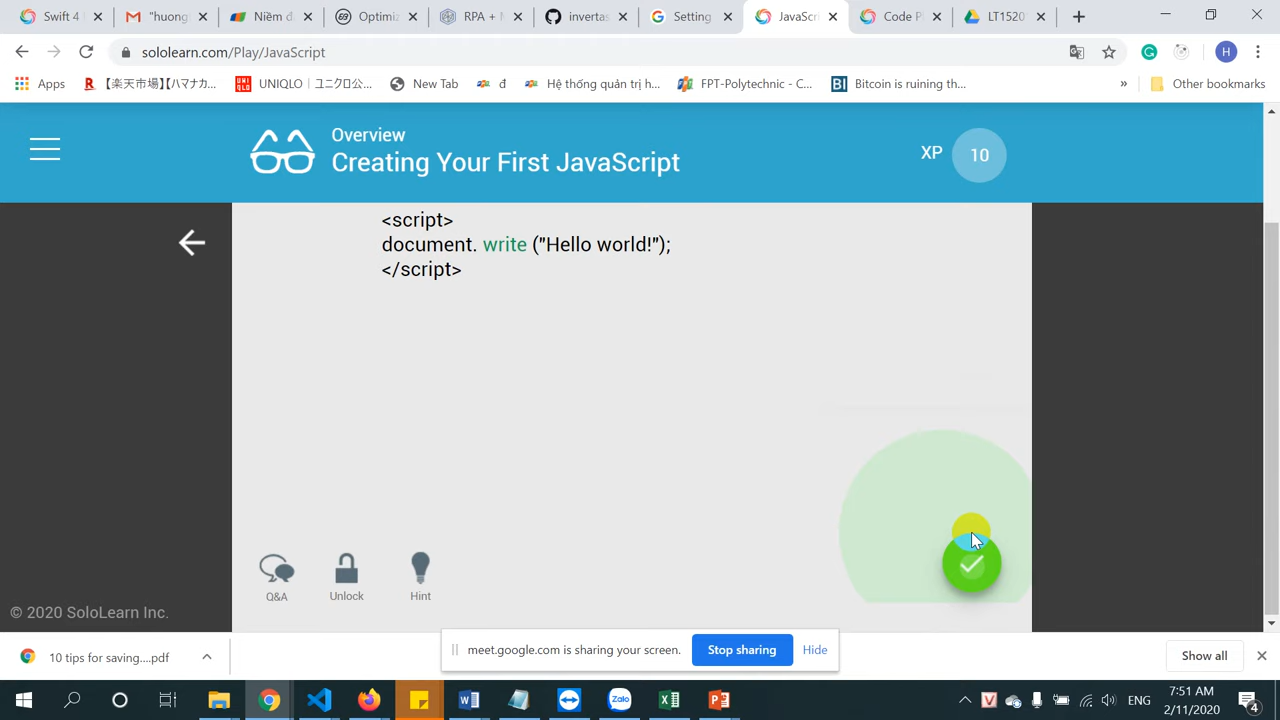 Swift 4 
"huong
Niềm đ
Optimiz
RPA + N
invertas
Setting
JavaScri
Code P
LT1520
sololearn.com/Play/JavaScript
H
Apps
R
【楽天市場】【ハマナカ...
UNIQLO | ユニクロ公...
New Tab
đ
Hệ thống quản trị h...
FPT-Polytechnic - C...
BI
Bitcoin is ruining th...
»
Other bookmarks
Overview
Creating Your First JavaScript
XP
10
<script>
document. write ("Hello world!");
</script>
Q&A
Unlock
Hint
© 2020 SoloLearn Inc.
10 tips for saving....pdf
meet.google.com is sharing your screen.
Stop sharing
Hide
Show all
Zalo
ENG
7:51 AM
2/11/2020
4